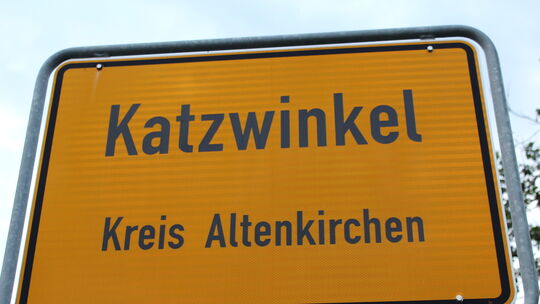 Katzwinkel
Kreis Altenkirchen